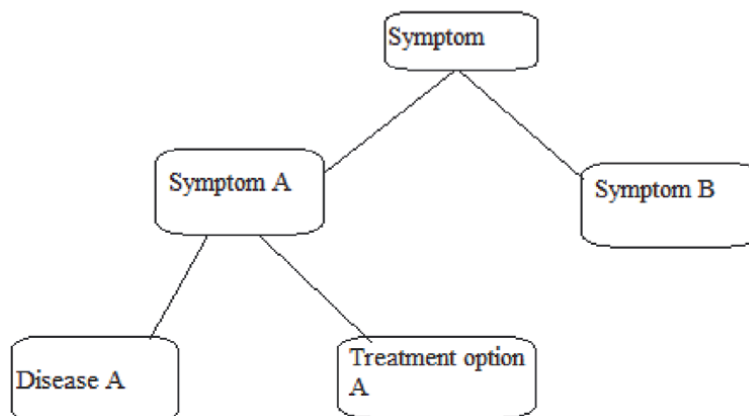 Symptom
Symptom A
Symptom B
Disease A
Treatment option
A